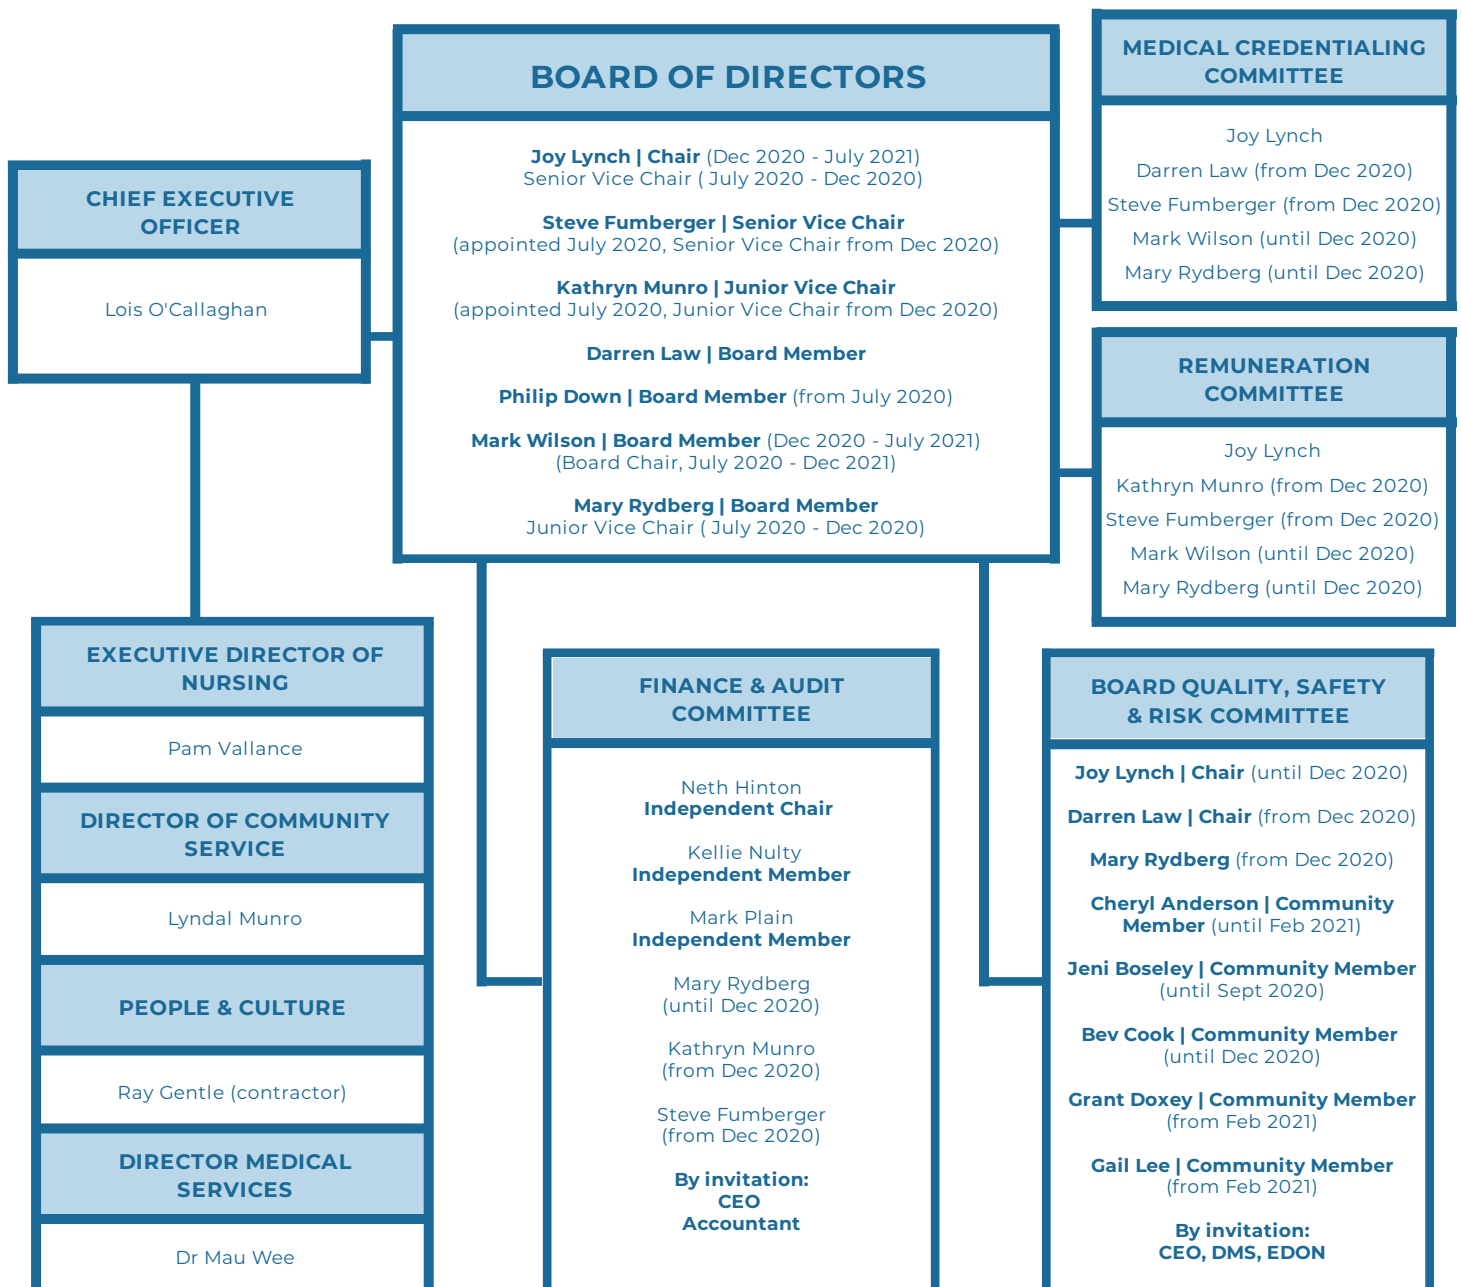 BOARD OF DIRECTORS
Joy Lynch | Chair (Dec 2020 - July 2021)
Senior Vice Chair ( July 2020 - Dec 2020)
Steve Fumberger | Senior Vice Chair
(appointed July 2020, Senior Vice Chair from Dec 2020)
Kathryn Munro | Junior Vice Chair
(appointed July 2020, Junior Vice Chair from Dec 2020)
Darren Law | Board Member
Philip Down | Board Member (from July 2020)
Mark Wilson | Board Member (Dec 2020 - July 2021)
(Board Chair, July 2020 - Dec 2021)
Mary Rydberg | Board Member
Junior Vice Chair ( July 2020 - Dec 2020)
MEDICAL CREDENTIALING
COMMITTEE
Joy Lynch
Darren Law (from Dec 2020)
Steve Fumberger (from Dec 2020)
Mark Wilson (until Dec 2020)
Mary Rydberg (until Dec 2020)
CHIEF EXECUTIVE
OFFICER
Lois O'Callaghan
REMUNERATION
COMMITTEE
Joy Lynch
Kathryn Munro (from Dec 2020)
Steve Fumberger (from Dec 2020)
Mark Wilson (until Dec 2020)
Mary Rydberg (until Dec 2020)
EXECUTIVE DIRECTOR OF
NURSING
Pam Vallance
DIRECTOR OF COMMUNITY
SERVICE
Lyndal Munro
PEOPLE & CULTURE
Ray Gentle (contractor)
DIRECTOR MEDICAL
SERVICES
Dr Mau Wee
FINANCE & AUDIT
COMMITTEE
Neth Hinton
Independent Chair
Kellie Nulty
Independent Member
Mark Plain
Independent Member
Mary Rydberg
(until Dec 2020)
Kathryn Munro
(from Dec 2020)
Steve Fumberger
(from Dec 2020)
By invitation:
CEO
Accountant
BOARD QUALITY, SAFETY
& RISK COMMITTEE
Joy Lynch | Chair (until Dec 2020)
Darren Law | Chair (from Dec 2020)
Mary Rydberg (from Dec 2020)
Cheryl Anderson | Community
Member (until Feb 2021)
Jeni Boseley | Community Member
(until Sept 2020)
Bev Cook | Community Member
(until Dec 2020)
Grant Doxey | Community Member
(from Feb 2021)
Gail Lee | Community Member
(from Feb 2021)
By invitation:
CEO, DMS, EDON